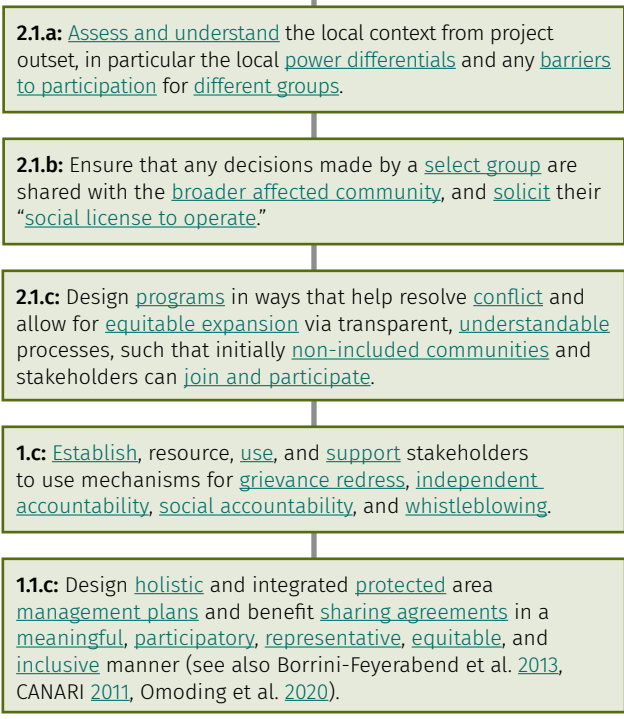 2.1.a: Assess and understand the local context from project
outset, in particular the local power differentials and any barriers
to participation for different groups.
2.1.b: Ensure that any decisions made by a select group are
shared with the broader affected community, and solicit their
“social license to operate.”
2.1.c: Design programs in ways that help resolve conflict and
allow for equitable expansion via transparent, understandable
processes, such that initially non-included communities and
stakeholders can join and participate.
1.c: Establish, resource, use, and support stakeholders
to use mechanisms for grievance redress, independent
accountability, social accountability, and whistleblowing.
1.1.c: Design holistic and integrated protected area
management plans and benefit sharing agreements in a
meaningful, participatory, representative, equitable, and
inclusive manner (see also Borrini-Feyerabend et al. 2013,
CANARI 2011, Omoding et al. 2020).